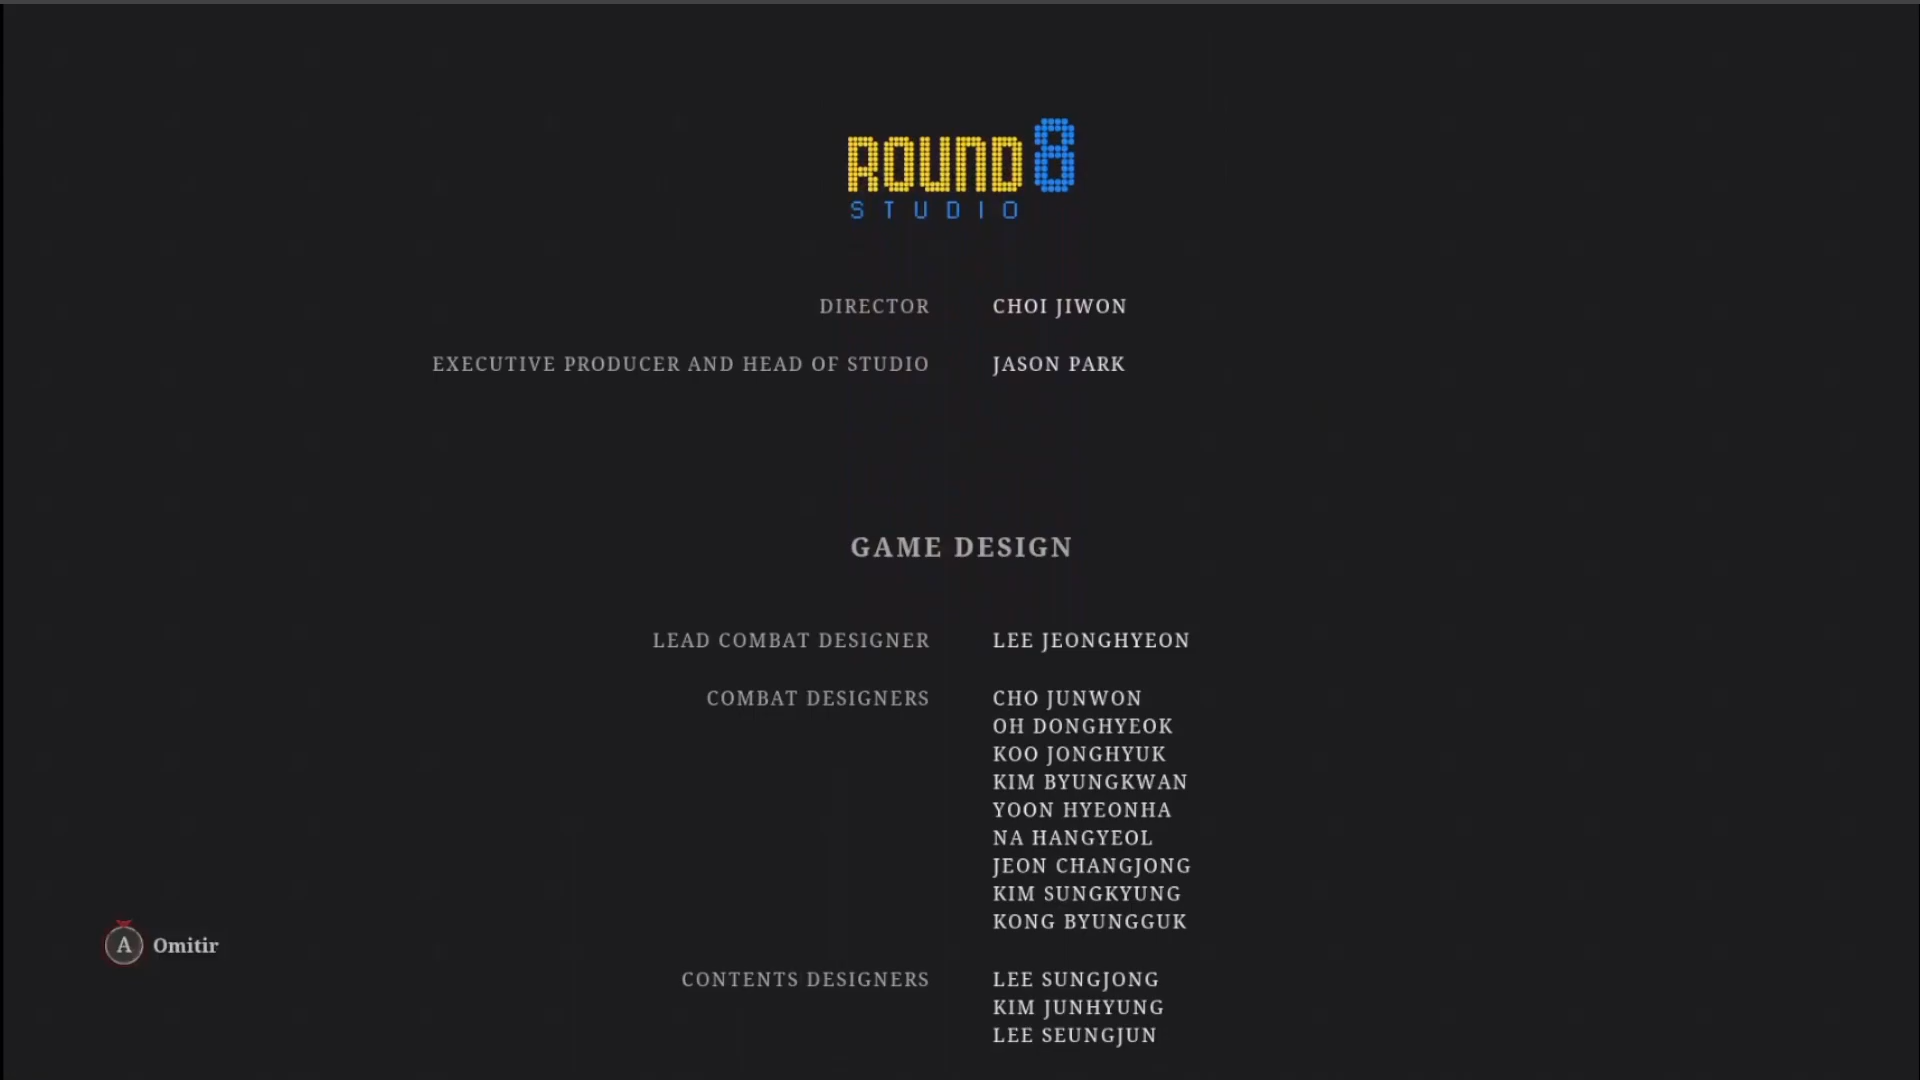 ROUND8
STUDIO
DIRECTOR CHOI JIWON
EXECUTIVE PRODUCER AND HEAD OF STUDIO JASON PARK
GAME DESIGN
LEAD COMBAT DESIGNER LEE JEONGHYEON
COMBAT DESIGNERS CHO JUNWON
OH DONGHYEOK
KOO JONGHYUK
KIM BYUNGKWAN
YOON HYEONHA
NA HANGYEOL
JEON CHANGJONG
KIM SUNGKYUNG
KONG BYUNGGUK
A Omitir
CONTENTS DESIGNERS LEE SUNGJONG
KIM JUNHYUNG
LEE SEUNGJUN